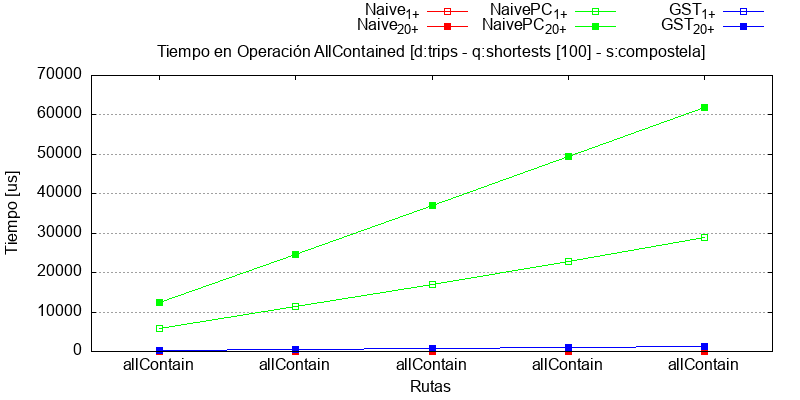 Naive1+ NaivePC1+ GST1+
Naive20+ NaivePC20+ GST20+
Tiempo en Operación AllContained [d:trips - q:shortests [100] - s:compostela]
70000
60000
50000
40000
30000
20000
10000
0
Tiempo [us]
allContain allContain allContain allContain allContain
Rutas